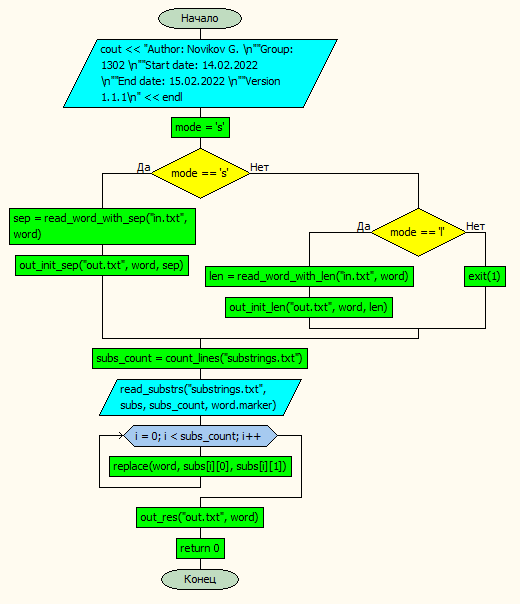 Начало
cout << "Author: Novikov G. \n""Group:
1302 \n""Start date: 14.02.2022
\n""End date: 15.02.2022 \n""Version
1.1.1\n" << endl
mode = 's'
Да
mode == 's'
Нет
sep = read_word_with_sep("in.txt",
word)
out_init_sep("out.txt", word, sep)
Да
mode == 'l'
Нет
len = read_word_with_len("in.txt", word)
exit(1)
out_init_len("out.txt", word, len)
subs_count = count_lines("substrings.txt")
read_substrs("substrings.txt",
subs, subs_count, word.marker)
i = 0; i < subs_count; i++
replace(word, subs[i][0], subs[i][1])
out_res("out.txt", word)
return 0
Конец